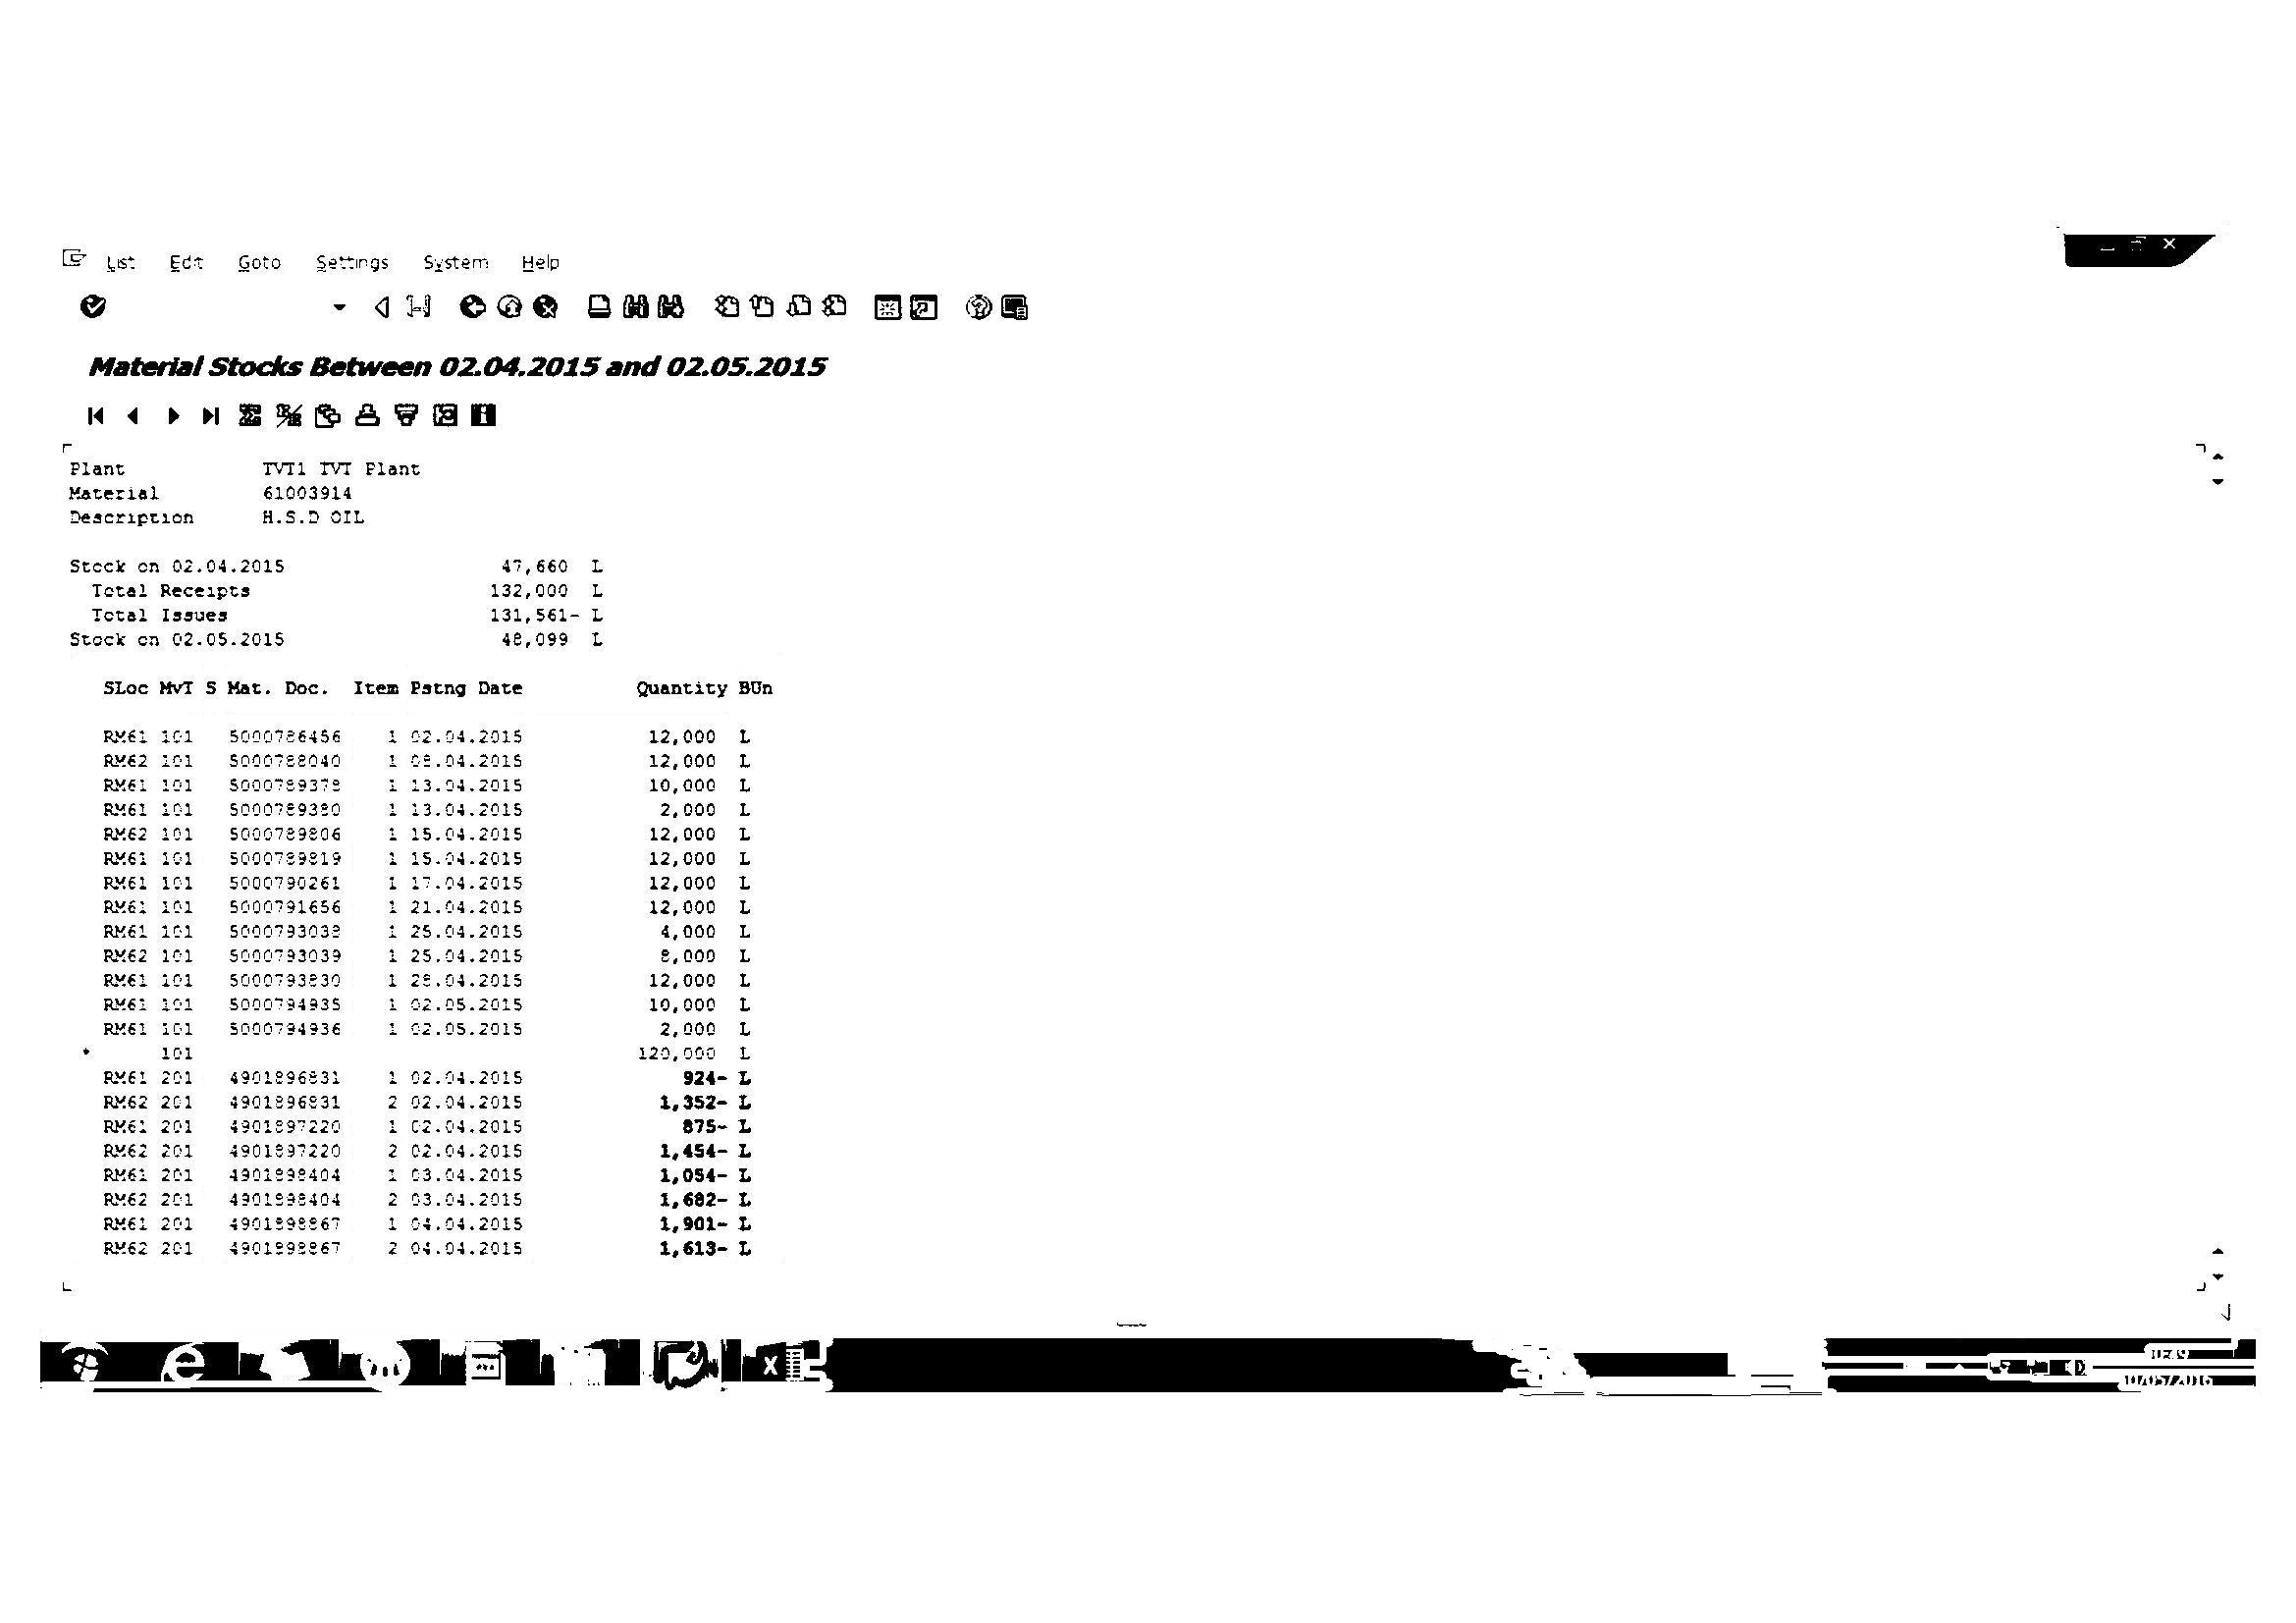 List Edit Goto Settings System Help
Material Stocks Between 02.04.2015 and 02.05.2015
Plant TVT1 TVT Plant
Material 61003914
Description H.S.D OIL
Stock on 02.04.2015 47,660 L
Total Receipts 132,000 L
Total Issues 131,561- L
Stock on 02.05.2015 48,099 L
SLoc MvT S Mat. Doc. Item Pstng Date Quantity BUn
RM61 101 5000786456 1 02.04.2015 12,000 L
RM62 101 5000788040 1 08.04.2015 12,000 L
RM61 101 5000789378 1 13.04.2015 10,000 L
RM61 101 5000789380 1 13.04.2015 2,000 L
RM62 101 5000789806 1 15.04.2015 12,000 L
RM61 101 5000789819 1 15.04.2015 12,000 L
RM61 101 5000790261 1 17.04.2015 12,000 L
RM61 101 5000791656 1 21.04.2015 12,000 L
RM61 101 5000793038 1 25.04.2015 4,000 L
RM62 101 5000793039 1 25.04.2015 8,000 L
RM61 101 5000793830 1 28.04.2015 12,000 L
RM61 101 5000794935 1 02.05.2015 10,000 L
RM61 101 5000794936 1 02.05.2015 2,000 L
* 101 120,000 L
RM61 201 4901896831 1 02.04.2015 924- L
RM62 201 4901896831 2 02.04.2015 1,352- L
RM61 201 4901897220 1 02.04.2015 875- L
RM62 201 4901897220 2 02.04.2015 1,454- L
RM61 201 4901898404 1 03.04.2015 1,054- L
RM62 201 4901898404 2 03.04.2015 1,682- L
RM61 201 4901898867 1 04.04.2015 1,901- L
RM62 201 4901898867 2 04.04.2015 1,613- L